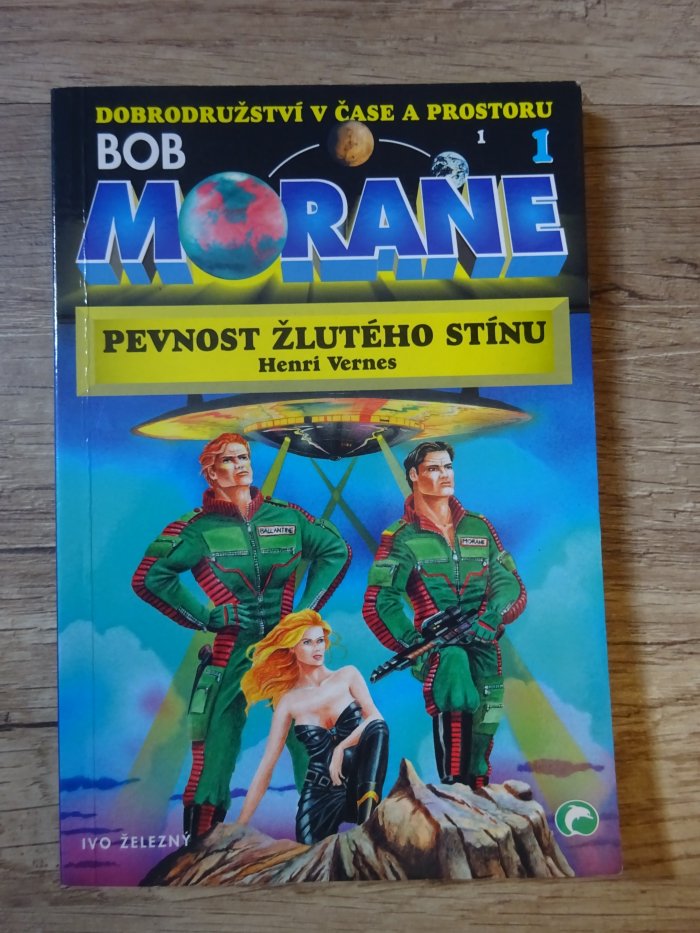 DOBRODRUŽSTVÍ V ČASE A PROSTORU
BOB
1 1
MORANE
PEVNOST ŽLUTÉHO STÍNU
Henri Vernes
BALLANTINE
MORANE
IVO ŽELEZNÝ